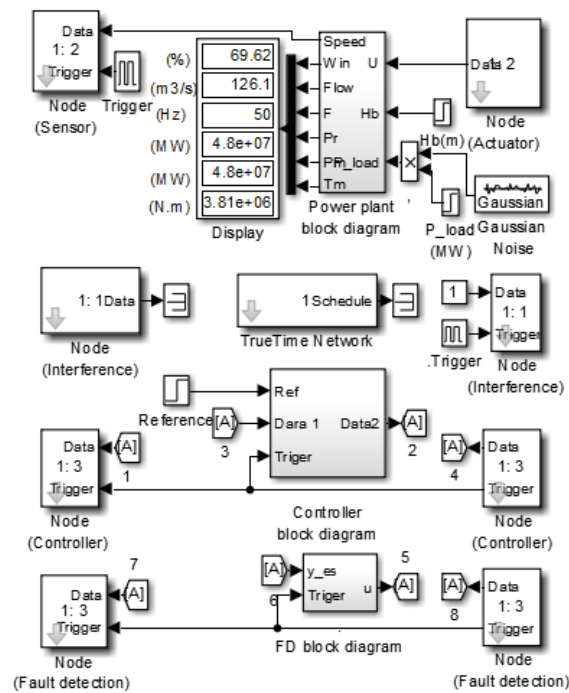 Data
1: 2
Trigger
Node
(Sensor)
Trigger
(%)
69.62
(m3/s)
126.1
(Hz)
50
(MW)
4.8e+07
(MW)
4.8e+07
(N.m)
3.81e+06
Display
Speed
Win
U
Flow
F
Hb
Pr
Pm_load
Tm
Power plant
block diagram
Data 2
Node
(Actuator)
Hb(m)
×
P_load
(MW)
Gaussian
Gaussian
Noise
1: 1Data
Node
(Interference)
1Schedule
TrueTime Network
1
Data
1: 1
Trigger
.Trigger
Node
(Interference)
Reference
Ref
[A]
Dara 1
Data2
[A]
3
2
Triger
Controller
block diagram
Data
[A]
1: 3
1
Trigger
Node
(Controller)
[A]
Data
4
1: 3
Trigger
Node
(Controller)
7
Data
[A]
1: 3
Trigger
Node
(Fault detection)
[A]
y_es
5
6
Triger
u
[A]
FD block diagram
[A]
Data
8
1: 3
Trigger
Node
(Fault detection)